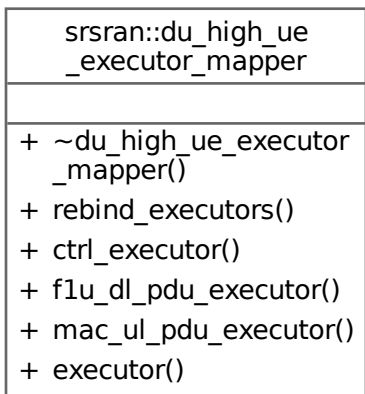 srsran::du_high_ue
_executor_mapper
+ ~du_high_ue_executor
_mapper()
+ rebind_executors()
+ ctrl_executor()
+ f1u_dl_pdu_executor()
+ mac_ul_pdu_executor()
+ executor()